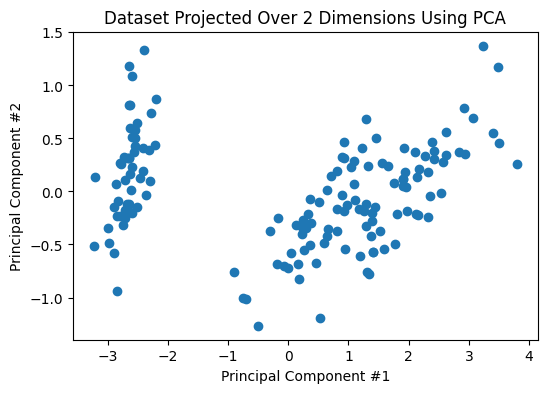 Dataset Projected Over 2 Dimensions Using PCA
Principal Component #2
1.5
1.0
0.5
0.0
−0.5
−1.0
−3 −2 −1 0 1 2 3 4
Principal Component #1